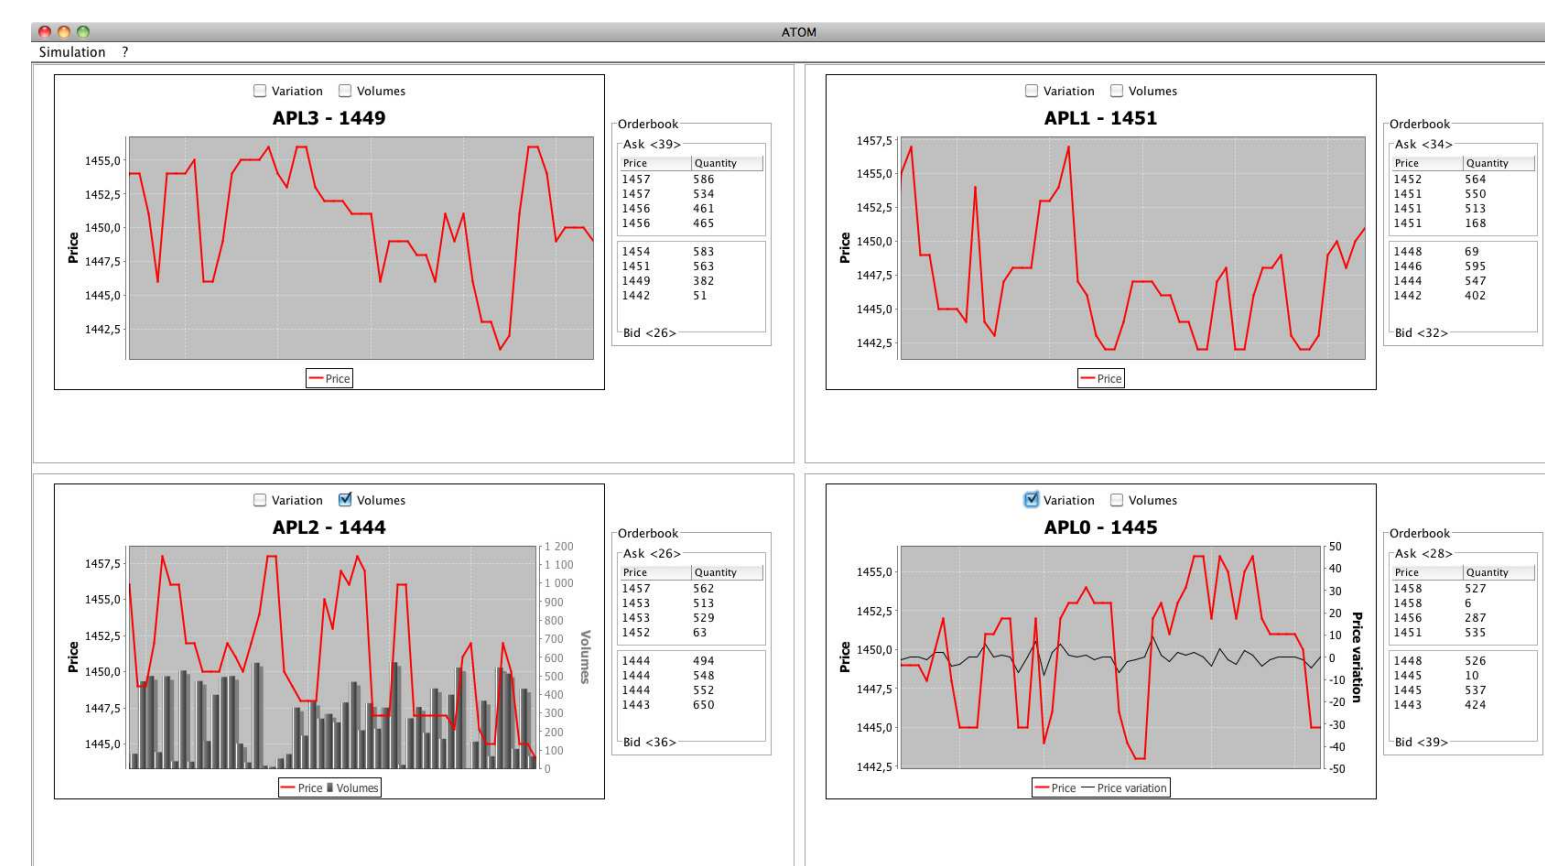 ATOM
Simulation ?
Variation Volumes
APL3 - 1449
Price
1455,0
1452,5
1450,0
1447,5
1445,0
1442,5
Price
Orderbook
Ask <39>
Price Quantity
1457 586
1457 534
1456 461
1456 465
1454 583
1451 563
1449 382
1442 51
Bid <26>
Variation Volumes
APL1 - 1451
Price
1457,5
1455,0
1452,5
1450,0
1447,5
1445,0
1442,5
Price
Orderbook
Ask <34>
Price Quantity
1452 564
1451 550
1451 513
1451 168
1448 69
1446 595
1444 547
1442 402
Bid <32>
Variation Volumes
APL2 - 1444
Price
1457,5
1455,0
1452,5
1450,0
1447,5
1445,0
1 200
1 100
1 000
900
800
700
600
500
400
300
200
100
0
Volumes
Price Volumes
Orderbook
Ask <26>
Price Quantity
1457 562
1453 513
1453 529
1452 63
1444 494
1444 548
1444 552
1443 650
Bid <36>
Variation Volumes
APL0 - 1445
Price
1455,0
1452,5
1450,0
1447,5
1445,0
1442,5
50
40
30
20
10
0
-10
-20
-30
-40
-50
Price variation
Price Price variation
Orderbook
Ask <28>
Price Quantity
1458 527
1458 6
1456 287
1451 535
1448 526
1445 10
1445 537
1443 424
Bid <39>